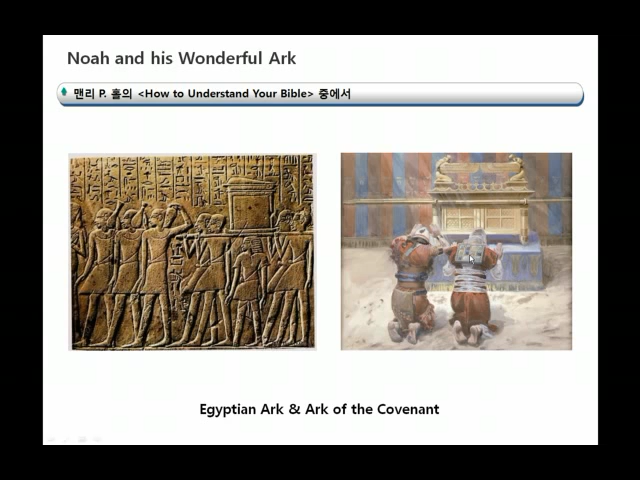 Noah and his Wonderful Ark
맨리 P. 홀의 <How to Understand Your Bible> 중에서
Egyptian Ark & Ark of the Covenant